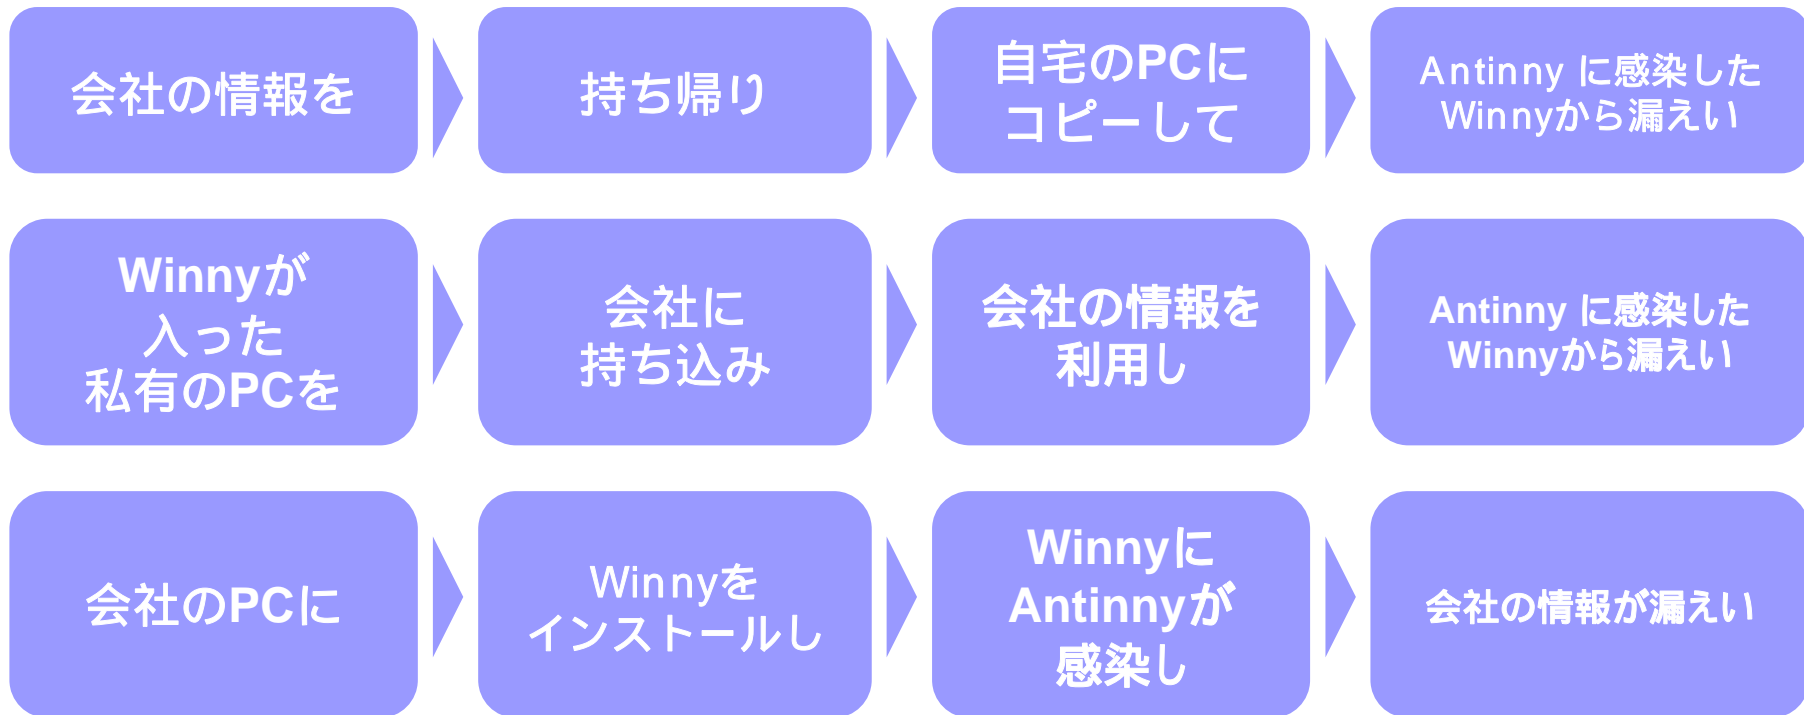 会社の情報を
持ち帰り
自宅のPCに
コピーして
Antinny に感染した
Winnyから漏えい
Winnyが
入った
私有のPCを
会社に
持ち込み
会社の情報を
利用し
Antinny に感染した
Winnyから漏えい
会社のPCに
Winnyを
インストールし
Winnyに
Antinnyが
感染し
会社の情報が漏えい